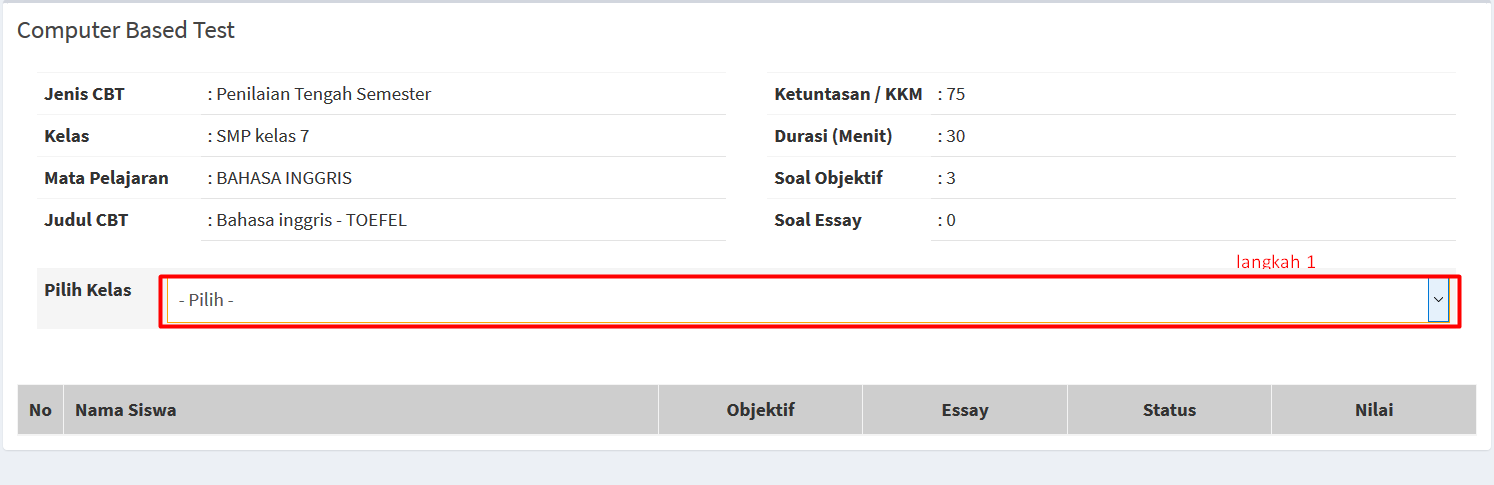 Computer Based Test
Jenis CBT : Penilaian Tengah Semester
Ketuntasan / KKM : 75
Kelas : SMP kelas 7
Durasi (Menit) : 30
Mata Pelajaran : BAHASA INGGRIS
Soal Objektif : 3
Judul CBT : Bahasa inggris - TOEFEL
Soal Essay : 0
langkah 1
Pilih Kelas - Pilih -
No Nama Siswa Objektif Essay Status Nilai